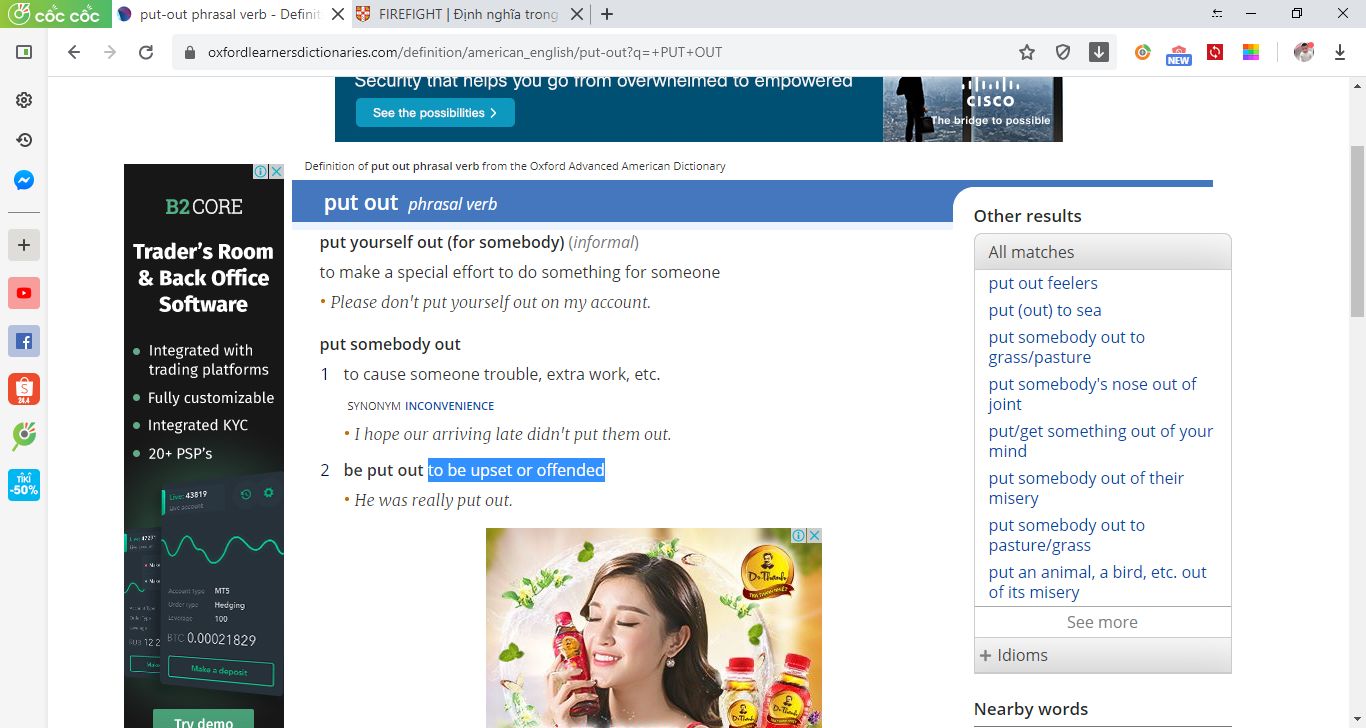 cốc cốc
put-out phrasal verb - Definit
FIREFIGHT | Định nghĩa trong
oxfordlearnersdictionaries.com/definition/american_english/put-out?q=+PUT+OUT
NEW
Security that helps you go from overwhelmed to empowered
See the possibilities
CISCO
The bridge to possible
Definition of put out phrasal verb from the Oxford Advanced American Dictionary
put out phrasal verb
put yourself out (for somebody) (informal)
to make a special effort to do something for someone
• Please don't put yourself out on my account.
put somebody out
1 to cause someone trouble, extra work, etc.
SYNONYM INCONVENIENCE
• I hope our arriving late didn't put them out.
2 be put out to be upset or offended
• He was really put out.
Other results
All matches
put out feelers
put (out) to sea
put somebody out to
grass/pasture
put somebody's nose out of
joint
put/get something out of your
mind
put somebody out of their
misery
put somebody out to
pasture/grass
put an animal, a bird, etc. out
of its misery
See more
+ Idioms
Nearby words
B2CORE
Trader's Room
& Back Office
Software
• Integrated with
trading platforms
• Fully customizable
• Integrated KYC
• 20+ PSP's
Live: 43819
Live account
Account type MT5
Order type Hedging
Leverage 100
BTC 0.00021829
Make a deposit
Try demo
Dr Thanh
Dr Thanh
Dr Thanh
24.4
TIKI
-50%